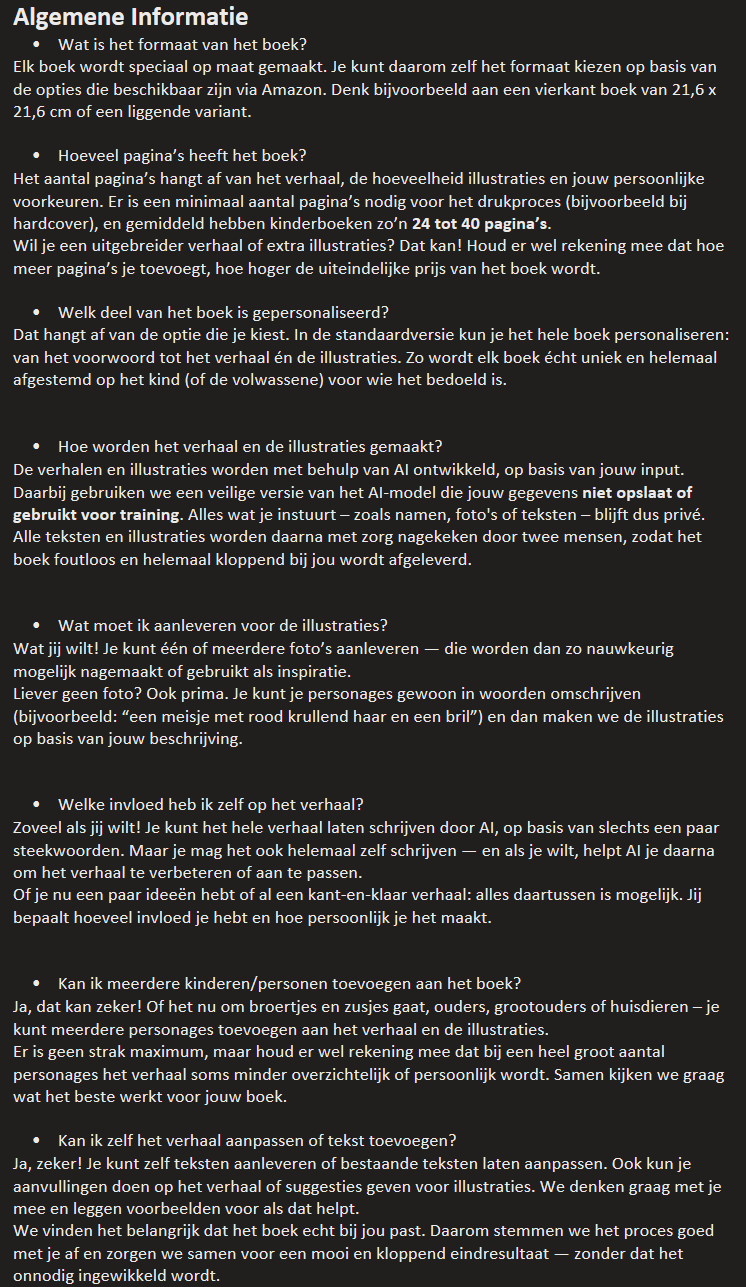 Algemene Informatie
• Wat is het formaat van het boek?
Elk boek wordt speciaal op maat gemaakt. Je kunt daarom zelf het formaat kiezen op basis van
de opties die beschikbaar zijn via Amazon. Denk bijvoorbeeld aan een vierkant boek van 21,6 x
21,6 cm of een liggende variant.
• Hoeveel pagina’s heeft het boek?
Het aantal pagina’s hangt af van het verhaal, de hoeveelheid illustraties en jouw persoonlijke
voorkeuren. Er is een minimaal aantal pagina’s nodig voor het drukproces (bijvoorbeeld bij
hardcover), en gemiddeld hebben kinderboeken zo’n 24 tot 40 pagina’s.
Wil je een uitgebreider verhaal of extra illustraties? Dat kan! Houd er wel rekening mee dat hoe
meer pagina’s je toevoegt, hoe hoger de uiteindelijke prijs van het boek wordt.
• Welk deel van het boek is gepersonaliseerd?
Dat hangt af van de optie die je kiest. In de standaardversie kun je het hele boek personaliseren:
van het voorwoord tot het verhaal én de illustraties. Zo wordt elk boek écht uniek en helemaal
afgestemd op het kind (of de volwassene) voor wie het bedoeld is.
• Hoe worden het verhaal en de illustraties gemaakt?
De verhalen en illustraties worden met behulp van AI ontwikkeld, op basis van jouw input.
Daarbij gebruiken we een veilige versie van het AI-model die jouw gegevens niet opslaat of
gebruikt voor training. Alles wat je instuurt – zoals namen, foto's of teksten – blijft dus privé.
Alle teksten en illustraties worden daarna met zorg nagekeken door twee mensen, zodat het
boek foutloos en helemaal kloppend bij jou wordt afgeleverd.
• Wat moet ik aanleveren voor de illustraties?
Wat jij wilt! Je kunt één of meerdere foto’s aanleveren — die worden dan zo nauwkeurig
mogelijk nagemaakt of gebruikt als inspiratie.
Liever geen foto? Ook prima. Je kunt je personages gewoon in woorden omschrijven
(bijvoorbeeld: “een meisje met rood krullend haar en een bril”) en dan maken we de illustraties
op basis van jouw beschrijving.
• Welke invloed heb ik zelf op het verhaal?
Zoveel als jij wilt! Je kunt het hele verhaal laten schrijven door AI, op basis van slechts een paar
steekwoorden. Maar je mag het ook helemaal zelf schrijven — en als je wilt, helpt AI je daarna
om het verhaal te verbeteren of aan te passen.
Of je nu een paar ideeën hebt of al een kant-en-klaar verhaal: alles daartussen is mogelijk. Jij
bepaalt hoeveel invloed je hebt en hoe persoonlijk je het maakt.
• Kan ik meerdere kinderen/personen toevoegen aan het boek?
Ja, dat kan zeker! Of het nu om broertjes en zusjes gaat, ouders, grootouders of huisdieren – je
kunt meerdere personages toevoegen aan het verhaal en de illustraties.
Er is geen strak maximum, maar houd er wel rekening mee dat bij een heel groot aantal
personages het verhaal soms minder overzichtelijk of persoonlijk wordt. Samen kijken we graag
wat het beste werkt voor jouw boek.
• Kan ik zelf het verhaal aanpassen of tekst toevoegen?
Ja, zeker! Je kunt zelf teksten aanleveren of bestaande teksten laten aanpassen. Ook kun je
aanvullingen doen op het verhaal of suggesties geven voor illustraties. We denken graag met je
mee en leggen voorbeelden voor als dat helpt.
We vinden het belangrijk dat het boek echt bij jou past. Daarom stemmen we het proces goed
met je af en zorgen we samen voor een mooi en kloppend eindresultaat — zonder dat het
onnodig ingewikkeld wordt.